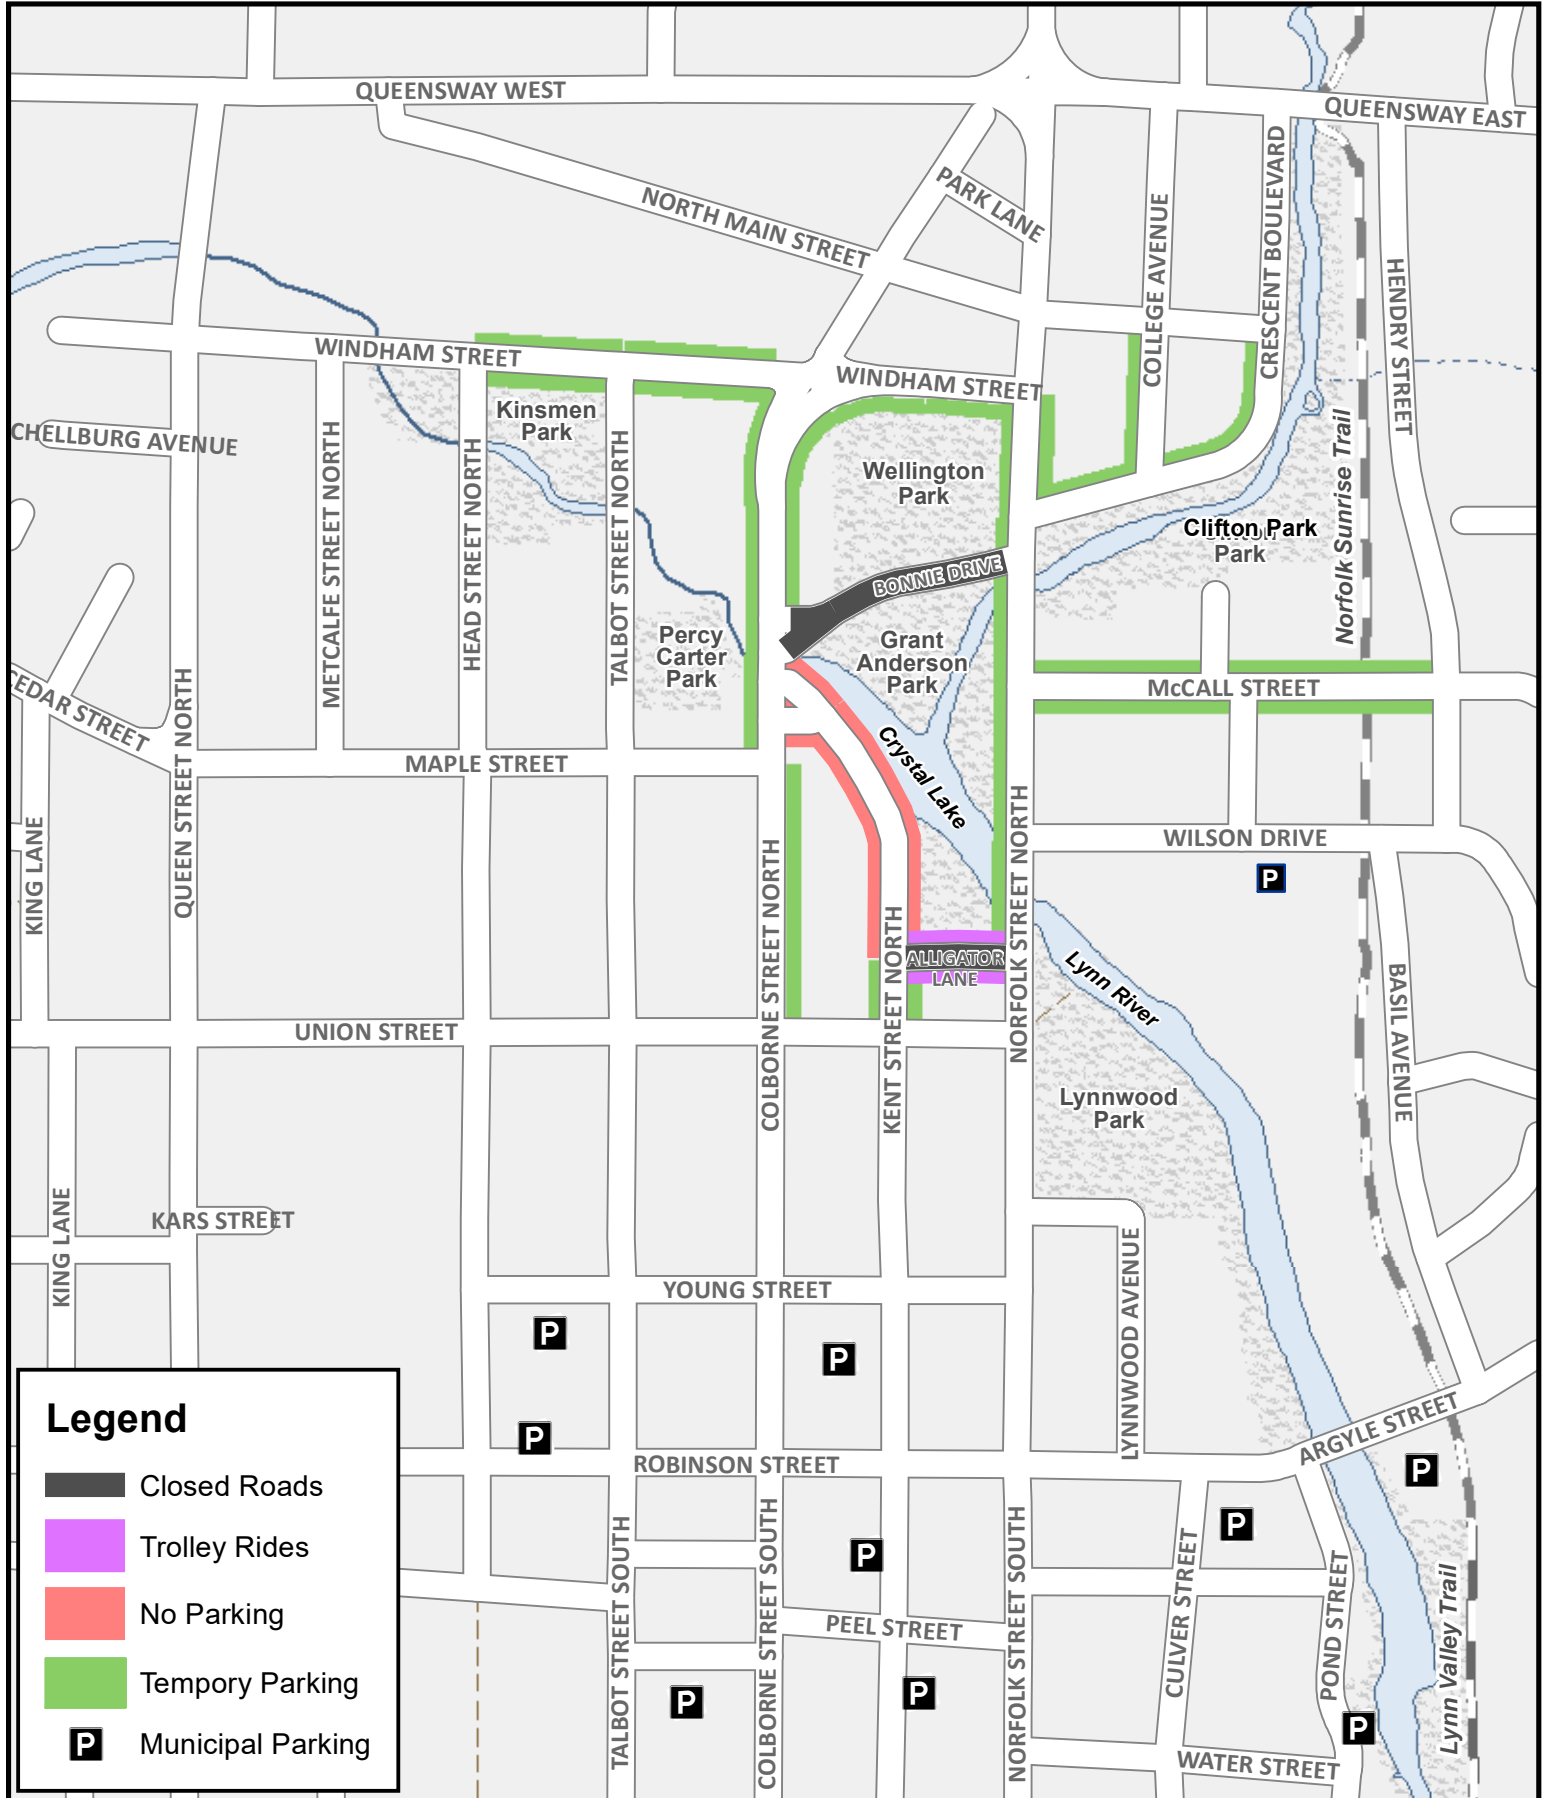 QUEENSWAY WEST
QUEENSWAY EAST
NORTH MAIN STREET
PARK LANE
COLLEGE AVENUE
CRESCENT BOULEVARD
HENDRY STREET
WINDHAM STREET
WINDHAM STREET
CHELLBURG AVENUE
Kinsmen
Park
Wellington
Park
METCALFE STREET NORTH
HEAD STREET NORTH
TALBOT STREET NORTH
Norfolk Sunrise Trail
Clifton Park
Park
BONNIE DRIVE
Percy
Carter
Park
Grant
Anderson
Park
McCALL STREET
CEDAR STREET
QUEEN STREET NORTH
MAPLE STREET
Crystal Lake
KING LANE
COLBORNE STREET NORTH
NORFOLK STREET NORTH
WILSON DRIVE
P
KENT STREET NORTH
ALLIGATOR
LANE
Lynn River
BASIL AVENUE
UNION STREET
Lynnwood
Park
KING LANE
KARS STREET
LYNNWOOD AVENUE
YOUNG STREET
P
P
P
ROBINSON STREET
ARGYLE STREET
P
P
P
TALBOT STREET SOUTH
COLBORNE STREET SOUTH
NORFOLK STREET SOUTH
CULVER STREET
POND STREET
Lynn Valley Trail
PEEL STREET
P
P
P
WATER STREET
Legend
Closed Roads
Trolley Rides
No Parking
Tempory Parking
P Municipal Parking